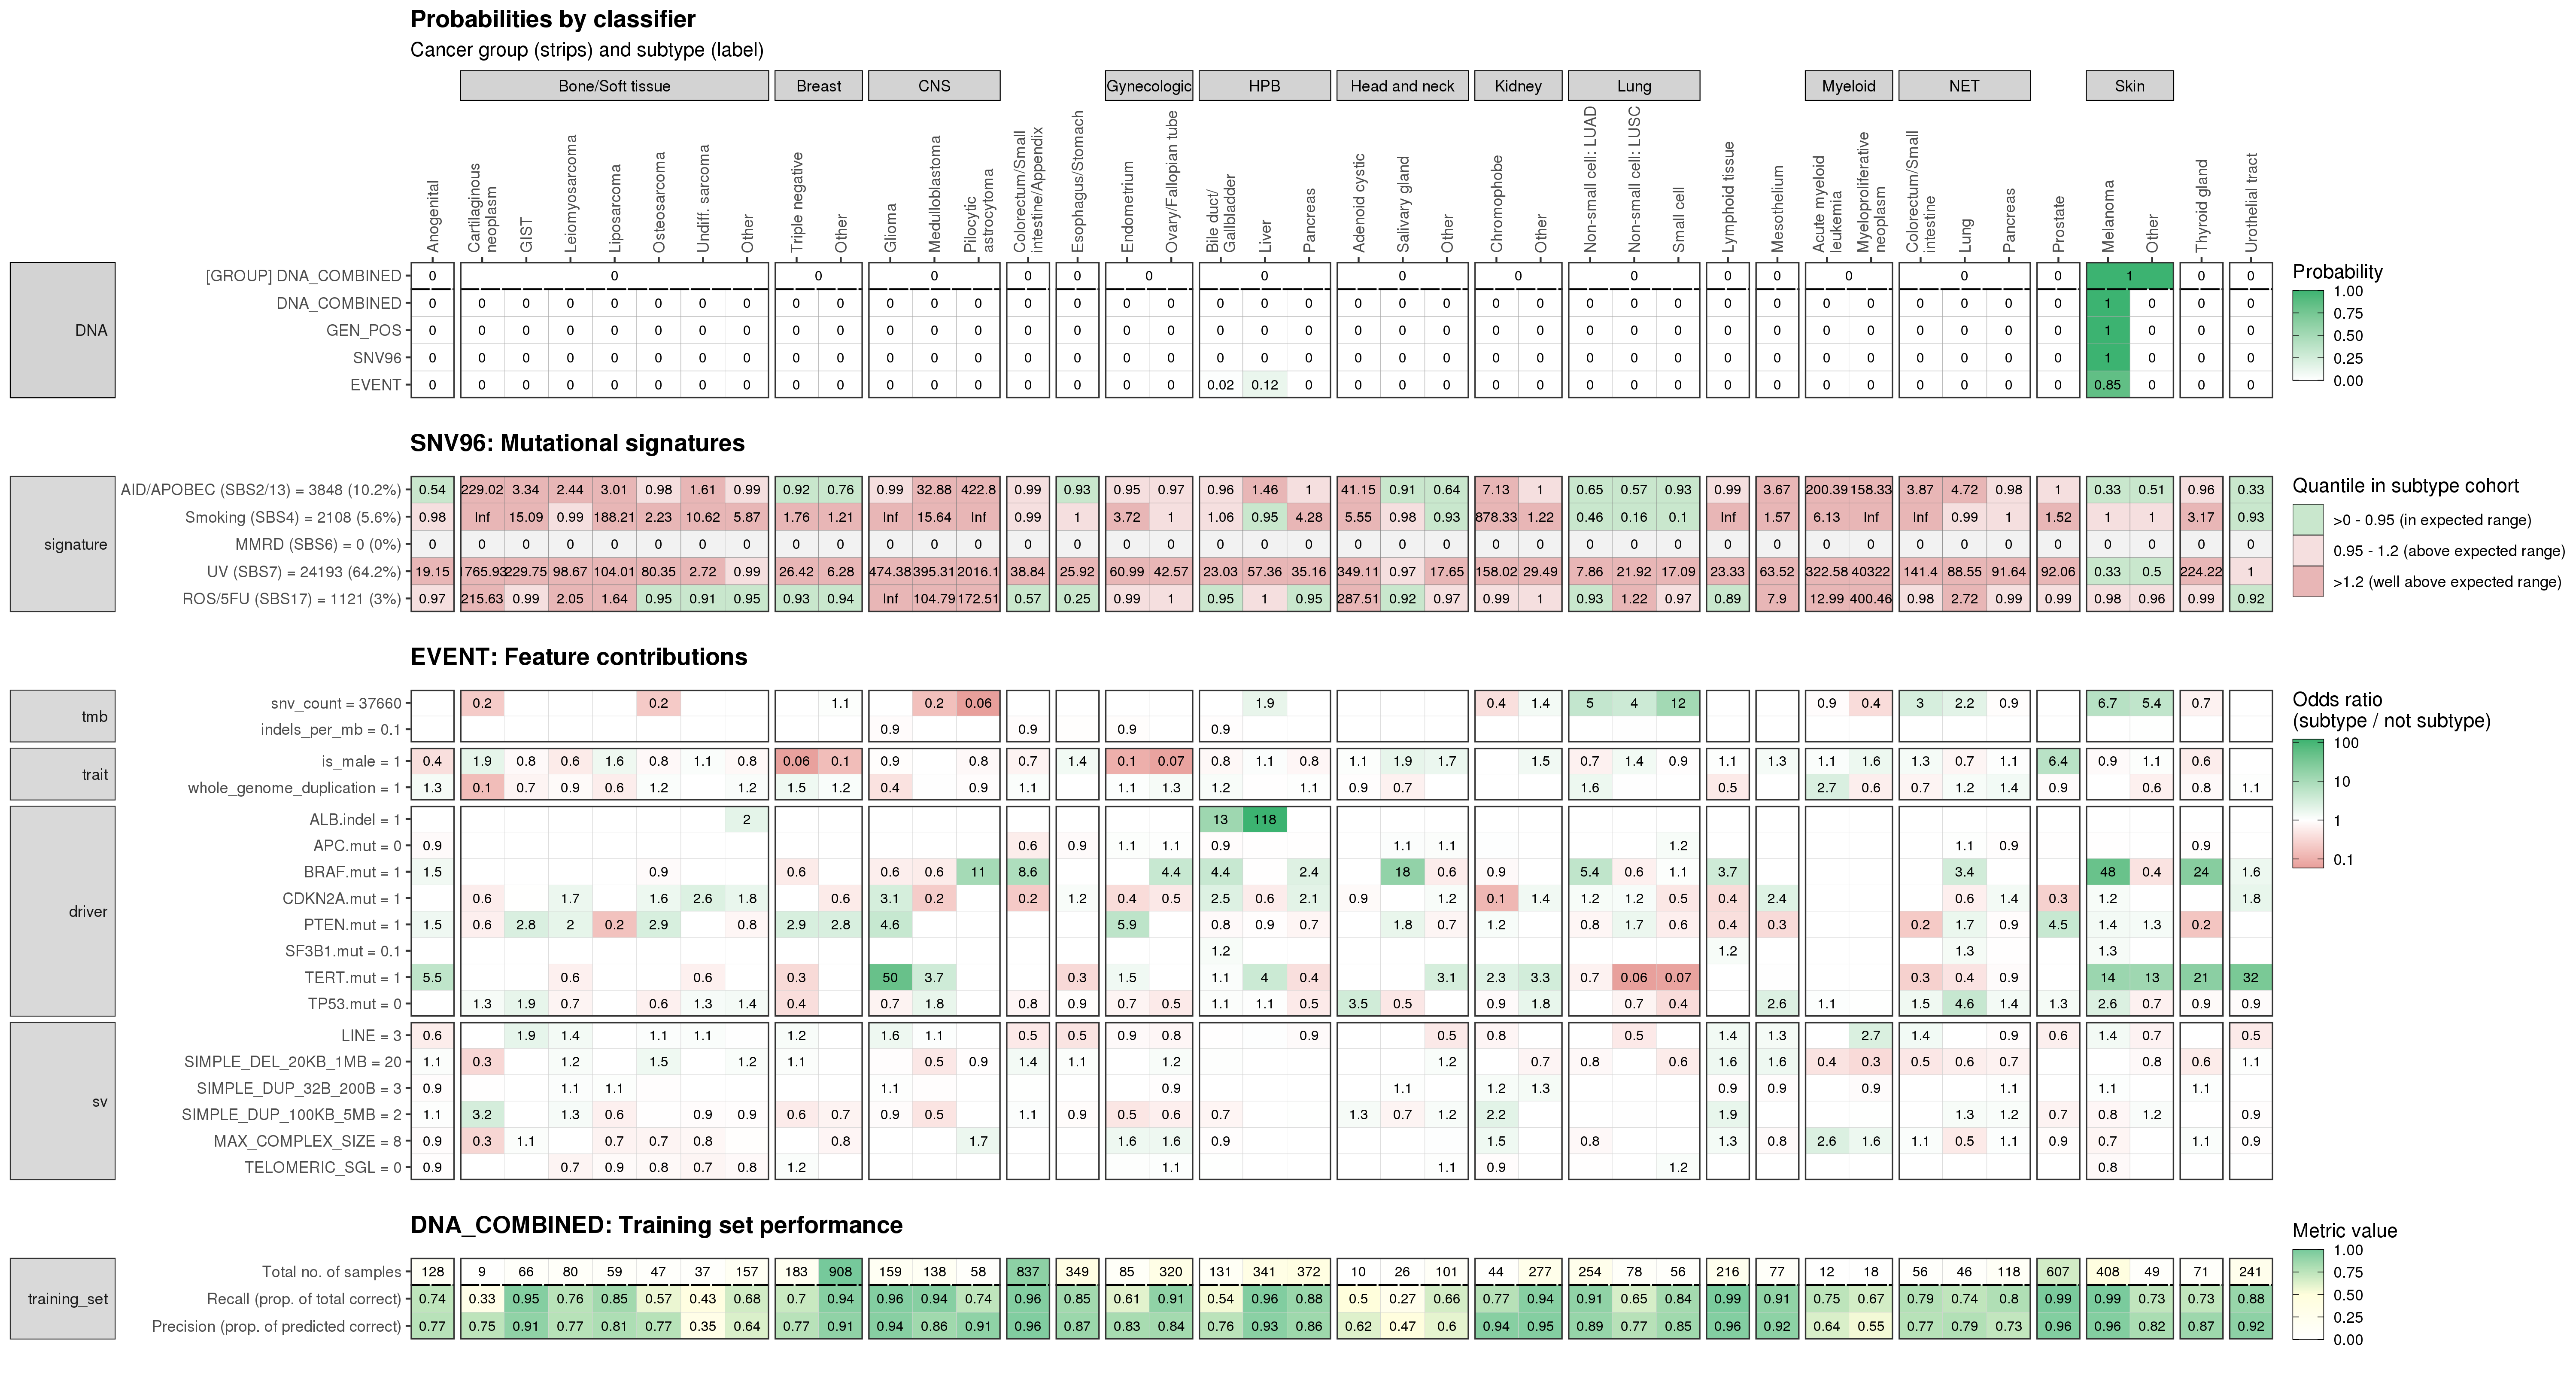 Probabilities by classifier
Cancer group (strips) and subtype (label)
Bone/Soft tissue Breast CNS Gynecologic HPB Head and neck Kidney Lung Myeloid NET Skin
Anogenital
Cartilaginous
neoplasm
GIST
Leiomyosarcoma
Liposarcoma
Osteosarcoma
Undiff. sarcoma
Other
Triple negative
Other
Glioma
Medulloblastoma
Pilocytic
astrocytoma
Colorectum/Small
intestine/Appendix
Esophagus/Stomach
Endometrium
Ovary/Fallopian tube
Bile duct/
Gallbladder
Liver
Pancreas
Adenoid cystic
Salivary gland
Other
Chromophobe
Other
Non-small cell: LUAD
Non-small cell: LUSC
Small cell
Lymphoid tissue
Mesothelium
Acute myeloid
leukemia
Myeloproliferative
neoplasm
Colorectum/Small
intestine
Lung
Pancreas
Prostate
Melanoma
Other
Thyroid gland
Urothelial tract
DNA
[GROUP] DNA_COMBINED 0 0 0 0 0 0 0 0 0 0 0 0 0 0 0 0 1 0 0
DNA_COMBINED 0 0 0 0 0 0 0 0 0 0 0 0 0 0 0 0 0 0 0 0 0 0 0 0 0 0 0 0 0 0 0 0 0 0 0 1 0 0 0
GEN_POS 0 0 0 0 0 0 0 0 0 0 0 0 0 0 0 0 0 0 0 0 0 0 0 0 0 0 0 0 0 0 0 0 0 0 0 1 0 0 0
SNV96 0 0 0 0 0 0 0 0 0 0 0 0 0 0 0 0 0 0 0 0 0 0 0 0 0 0 0 0 0 0 0 0 0 0 0 1 0 0 0
EVENT 0 0 0 0 0 0 0 0 0 0 0 0 0 0 0 0 0 0.02 0.12 0 0 0 0 0 0 0 0 0 0 0 0 0 0 0 0 0.85 0 0 0
Probability
1.00
0.75
0.50
0.25
0.00
SNV96: Mutational signatures
signature
AID/APOBEC (SBS2/13) = 3848 (10.2%) 0.54 229.02 3.34 2.44 3.01 0.98 1.61 0.99 0.92 0.76 0.99 32.88 422.8 0.99 0.93 0.95 0.97 0.96 1.46 1 41.15 0.91 0.64 7.13 1 0.65 0.57 0.93 0.99 3.67 200.39 158.33 3.87 4.72 0.98 1 0.33 0.51 0.96 0.33
Smoking (SBS4) = 2108 (5.6%) 0.98 Inf 15.09 0.99 188.21 2.23 10.62 5.87 1.76 1.21 Inf 15.64 Inf 0.99 1 3.72 1 1.06 0.95 4.28 5.55 0.98 0.93 878.33 1.22 0.46 0.16 0.1 Inf 1.57 6.13 Inf Inf 0.99 1 1.52 1 1 3.17 0.93
MMRD (SBS6) = 0 (0%) 0 0 0 0 0 0 0 0 0 0 0 0 0 0 0 0 0 0 0 0 0 0 0 0 0 0 0 0 0 0 0 0 0 0 0 0 0 0 0 0
UV (SBS7) = 24193 (64.2%) 19.15 1765.93 229.75 98.67 104.01 80.35 2.72 0.99 26.42 6.28 474.38 395.31 2016.1 38.84 25.92 60.99 42.57 23.03 57.36 35.16 349.11 0.97 17.65 158.02 29.49 7.86 21.92 17.09 23.33 63.52 322.58 40322 141.4 88.55 91.64 92.06 0.33 0.5 224.22 1
ROS/5FU (SBS17) = 1121 (3%) 0.97 215.63 0.99 2.05 1.64 0.95 0.91 0.95 0.93 0.94 Inf 104.79 172.51 0.57 0.25 0.99 1 0.95 1 0.95 287.51 0.92 0.97 0.99 1 0.93 1.22 0.97 0.89 7.9 12.99 400.46 0.98 2.72 0.99 0.99 0.98 0.96 0.99 0.92
Quantile in subtype cohort
>0 - 0.95 (in expected range)
0.95 - 1.2 (above expected range)
>1.2 (well above expected range)
EVENT: Feature contributions
tmb
snv_count = 37660 0.2 0.2 1.1 0.2 0.06 1.9 0.4 1.4 5 4 12 0.9 0.4 3 2.2 0.9 6.7 5.4 0.7
indels_per_mb = 0.1 0.9 0.9 0.9 0.9
trait
is_male = 1 0.4 1.9 0.8 0.6 1.6 0.8 1.1 0.8 0.06 0.1 0.9 0.8 0.7 1.4 0.1 0.07 0.8 1.1 0.8 1.1 1.9 1.7 1.5 0.7 1.4 0.9 1.1 1.3 1.1 1.6 1.3 0.7 1.1 6.4 0.9 1.1 0.6
whole_genome_duplication = 1 1.3 0.1 0.7 0.9 0.6 1.2 1.2 1.5 1.2 0.4 0.9 1.1 1.1 1.3 1.2 1.1 0.9 0.7 1.6 0.5 2.7 0.6 0.7 1.2 1.4 0.9 0.6 0.8 1.1
driver
ALB.indel = 1 2 13 118
APC.mut = 0 0.9 0.6 0.9 1.1 1.1 0.9 1.1 1.1 1.2 1.1 0.9 0.9
BRAF.mut = 1 1.5 0.9 0.6 0.6 0.6 11 8.6 4.4 4.4 2.4 18 0.6 0.9 5.4 0.6 1.1 3.7 3.4 48 0.4 24 1.6
CDKN2A.mut = 1 0.6 1.7 1.6 2.6 1.8 0.6 3.1 0.2 0.2 1.2 0.4 0.5 2.5 0.6 2.1 0.9 1.2 0.1 1.4 1.2 1.2 0.5 0.4 2.4 0.6 1.4 0.3 1.2 1.8
PTEN.mut = 1 1.5 0.6 2.8 2 0.2 2.9 0.8 2.9 2.8 4.6 5.9 0.8 0.9 0.7 1.8 0.7 1.2 0.8 1.7 0.6 0.4 0.3 0.2 1.7 0.9 4.5 1.4 1.3 0.2
SF3B1.mut = 0.1 1.2 1.2 1.3 1.3
TERT.mut = 1 5.5 0.6 0.6 0.3 50 3.7 0.3 1.5 1.1 4 0.4 3.1 2.3 3.3 0.7 0.06 0.07 0.3 0.4 0.9 14 13 21 32
TP53.mut = 0 1.3 1.9 0.7 0.6 1.3 1.4 0.4 0.7 1.8 0.8 0.9 0.7 0.5 1.1 1.1 0.5 3.5 0.5 0.9 1.8 0.7 0.4 2.6 1.1 1.5 4.6 1.4 1.3 2.6 0.7 0.9 0.9
sv
LINE = 3 0.6 1.9 1.4 1.1 1.1 1.2 1.6 1.1 0.5 0.5 0.9 0.8 0.9 0.5 0.8 0.5 1.4 1.3 2.7 1.4 0.9 0.6 1.4 0.7 0.5
SIMPLE_DEL_20KB_1MB = 20 1.1 0.3 1.2 1.5 1.2 1.1 0.5 0.9 1.4 1.1 1.2 1.2 0.7 0.8 0.6 1.6 1.6 0.4 0.3 0.5 0.6 0.7 0.8 0.6 1.1
SIMPLE_DUP_32B_200B = 3 0.9 1.1 1.1 1.1 0.9 1.1 1.2 1.3 0.9 0.9 0.9 1.1 1.1 1.1
SIMPLE_DUP_100KB_5MB = 2 1.1 3.2 1.3 0.6 0.9 0.9 0.6 0.7 0.9 0.5 1.1 0.9 0.5 0.6 0.7 1.3 0.7 1.2 2.2 1.9 1.3 1.2 0.7 0.8 1.2 0.9
MAX_COMPLEX_SIZE = 8 0.9 0.3 1.1 0.7 0.7 0.8 0.8 1.7 1.6 1.6 0.9 1.5 0.8 1.3 0.8 2.6 1.6 1.1 0.5 1.1 0.9 0.7 1.1 0.9
TELOMERIC_SGL = 0 0.9 0.7 0.9 0.8 0.7 0.8 1.2 1.1 1.1 0.9 1.2 0.8
Odds ratio
(subtype / not subtype)
100
10
1
0.1
DNA_COMBINED: Training set performance
training_set
Total no. of samples 128 9 66 80 59 47 37 157 183 908 159 138 58 837 349 85 320 131 341 372 10 26 101 44 277 254 78 56 216 77 12 18 56 46 118 607 408 49 71 241
Recall (prop. of total correct) 0.74 0.33 0.95 0.76 0.85 0.57 0.43 0.68 0.7 0.94 0.96 0.94 0.74 0.96 0.85 0.61 0.91 0.54 0.96 0.88 0.5 0.27 0.66 0.77 0.94 0.91 0.65 0.84 0.99 0.91 0.75 0.67 0.79 0.74 0.8 0.99 0.99 0.73 0.73 0.88
Precision (prop. of predicted correct) 0.77 0.75 0.91 0.77 0.81 0.77 0.35 0.64 0.77 0.91 0.94 0.86 0.91 0.96 0.87 0.83 0.84 0.76 0.93 0.86 0.62 0.47 0.6 0.94 0.95 0.89 0.77 0.85 0.96 0.92 0.64 0.55 0.77 0.79 0.73 0.96 0.96 0.82 0.87 0.92
Metric value
1.00
0.75
0.50
0.25
0.00